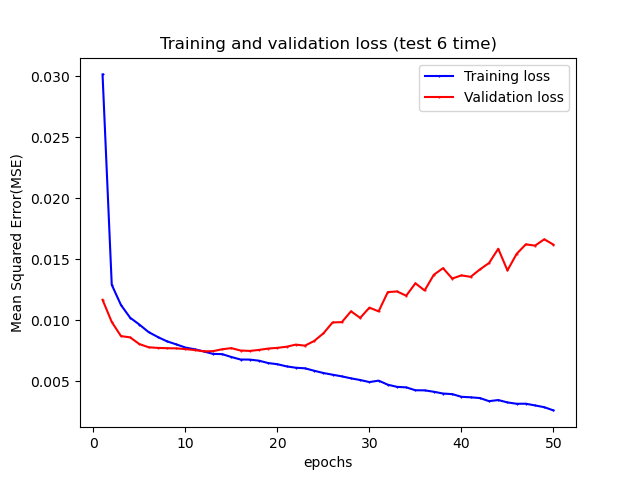 Training and validation loss (test 6 time)
Training loss
Validation loss
Mean Squared Error(MSE)
0.030
0.025
0.020
0.015
0.010
0.005
0 10 20 30 40 50
epochs